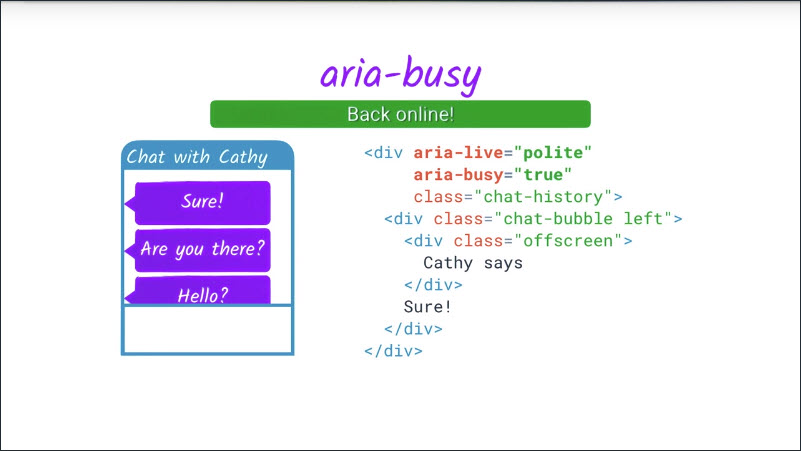 aria-busy
Back online!
Chat with Cathy
Sure!
Are you there?
Hello?
<div aria-live="polite"
aria-busy="true"
class="chat-history">
<div class="chat-bubble left">
<div class="offscreen">
Cathy says
</div>
Sure!
</div>
</div>